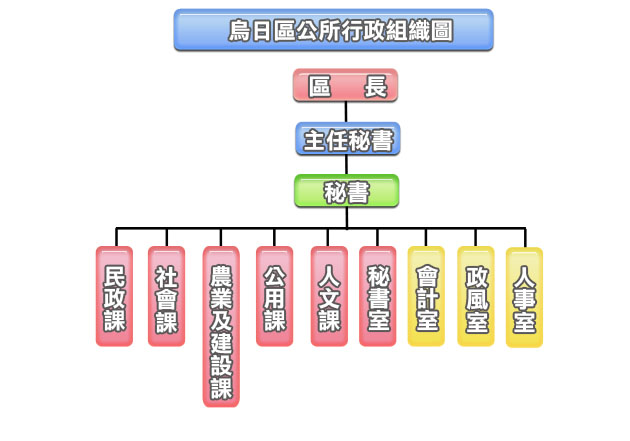 烏日區公所行政組織圖
區 長
主任秘書
秘書
民政課
社會課
農業及建設課
公用課
人文課
秘書室
會計室
政風室
人事室